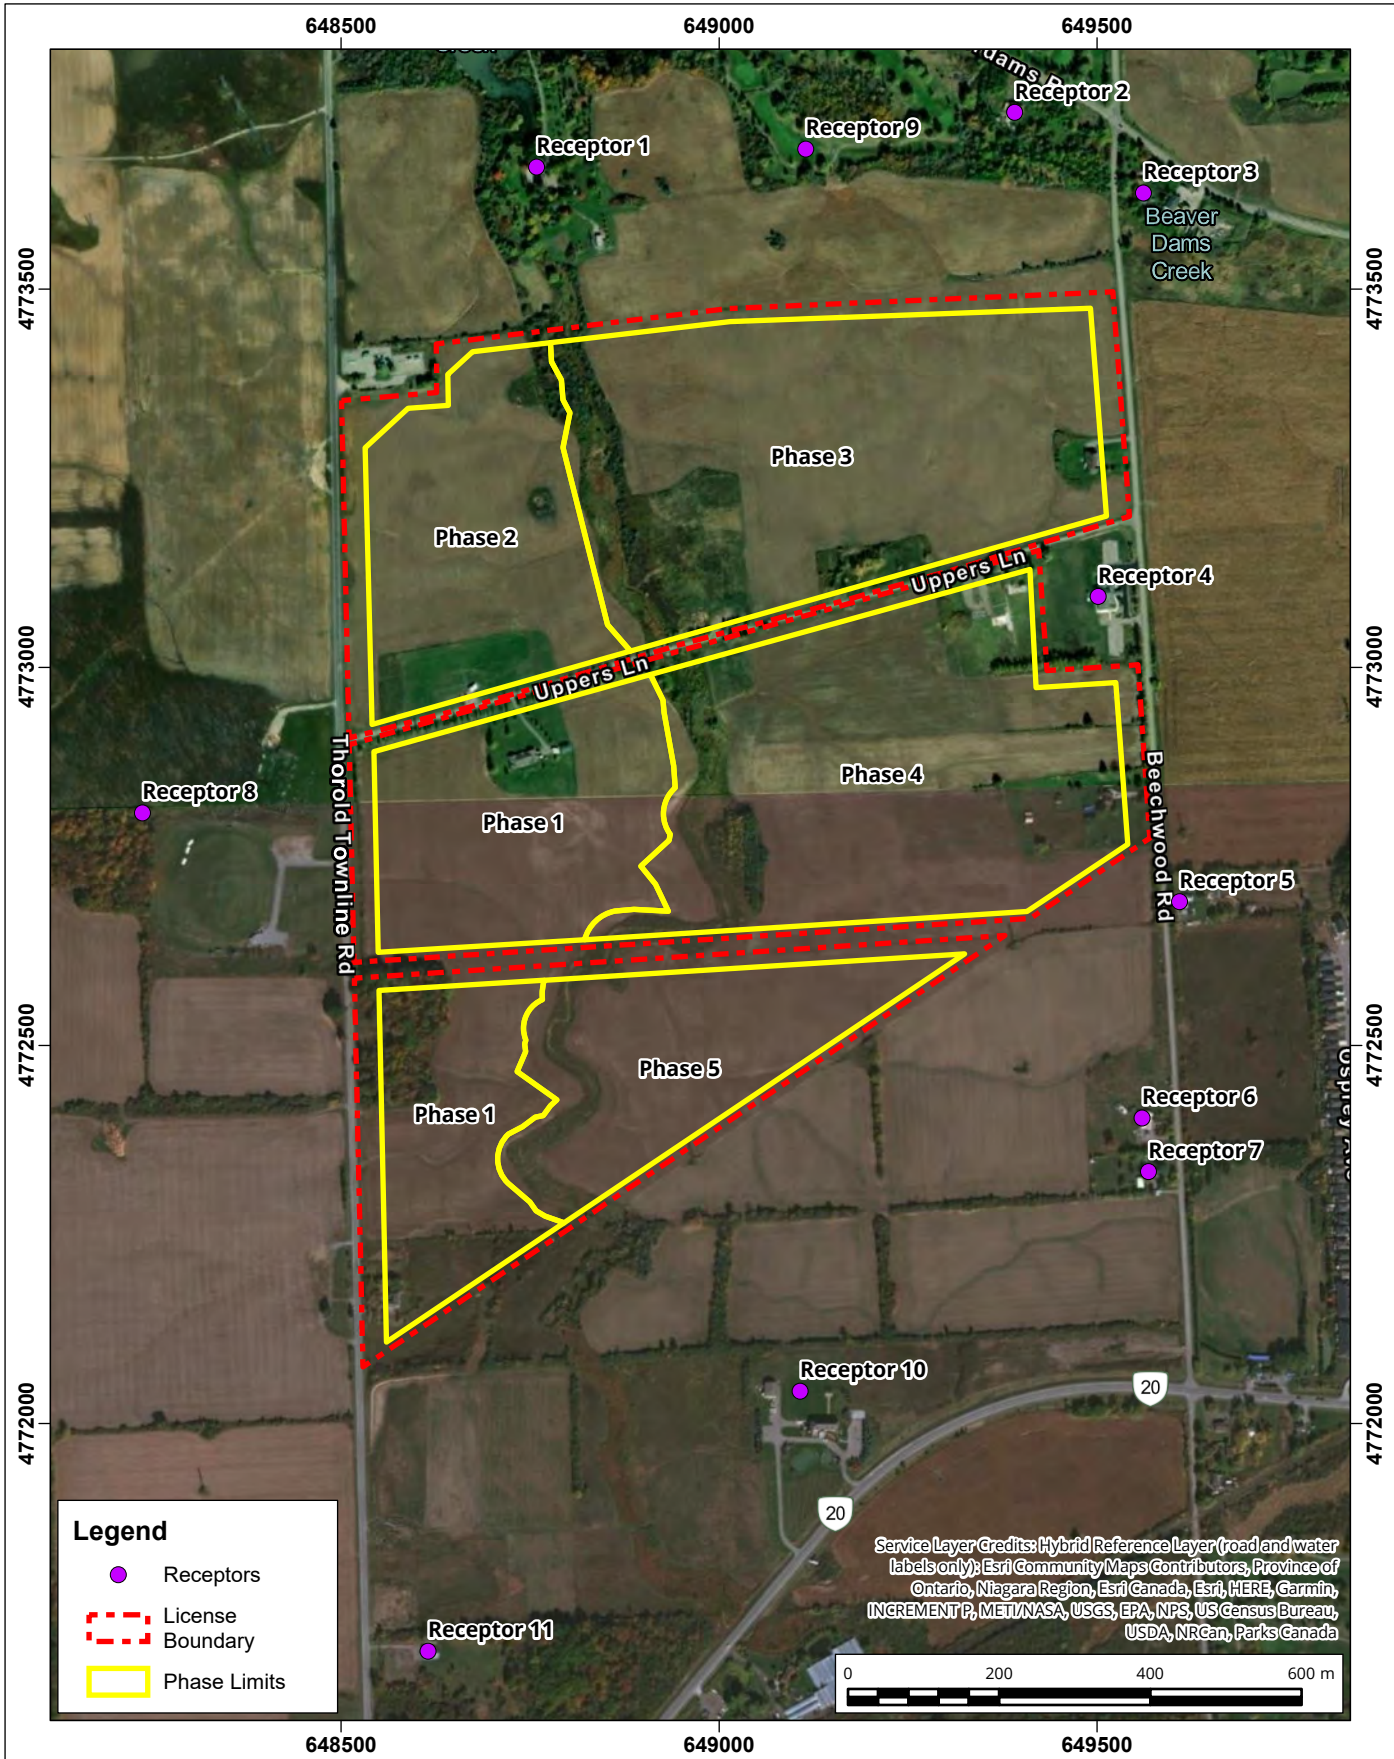 648500
649000
649500
Creek
Receptor 2
Receptor 9
Receptor 1
Receptor 3
Beaver
Dams
Creek
4773500
4773500
Phase 3
Phase 2
Uppers Ln
Receptor 4
4773000
4773000
Uppers Ln
Thorold Townline Rd
Beechwood Rd
Phase 4
Receptor 8
Phase 1
Receptor 5
4772500
4772500
Phase 5
Phase 1
Receptor 6
Receptor 7
Receptor 10
20
4772000
4772000
20
Legend
Receptors
License
Boundary
Phase Limits
Receptor 11
Service Layer Credits: Hybrid Reference Layer (road and water
labels only): Esri Community Maps Contributors, Province of
Ontario, Niagara Region, Esri Canada, Esri, HERE, Garmin,
INCREMENT P, METI/NASA, USGS, EPA, NPS, US Census Bureau,
USDA, NRCan, Parks Canada
0 200 400 600 m
648500
649000
649500